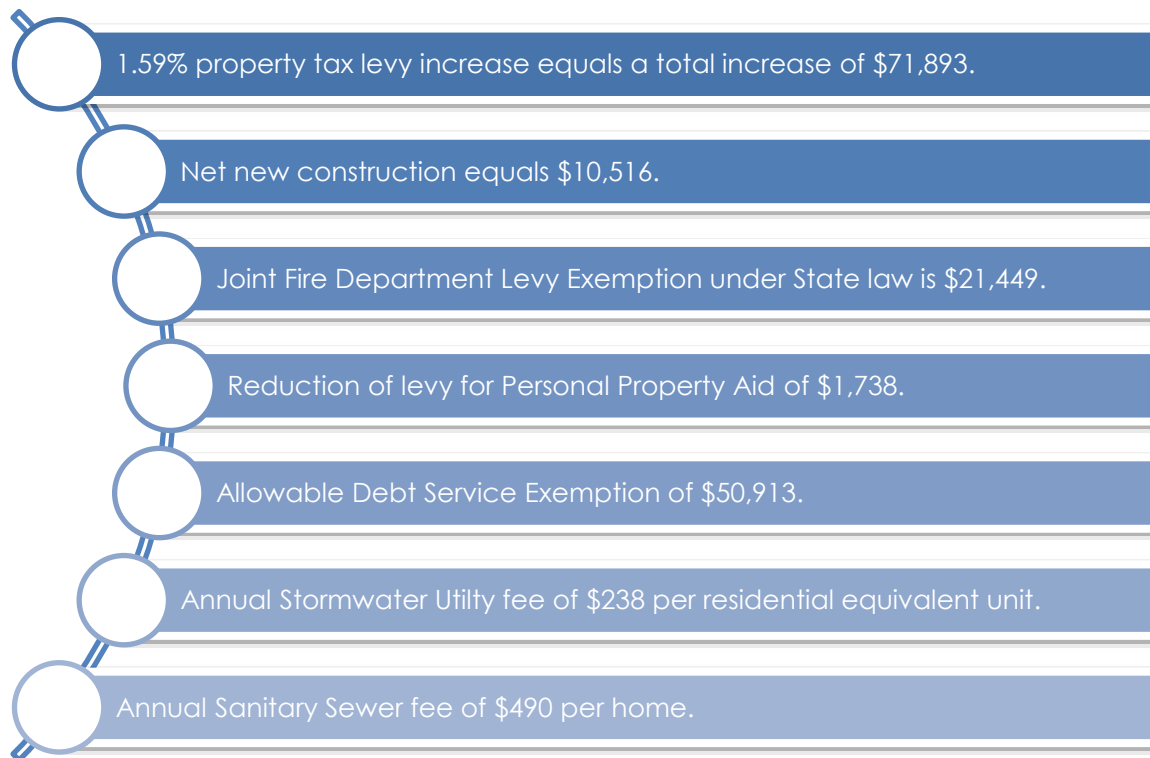 1.59% property tax levy increase equals a total increase of $71,893.
Net new construction equals $10,516.
Joint Fire Department Levy Exemption under State law is $21,449.
Reduction of levy for Personal Property Aid of $1,738.
Allowable Debt Service Exemption of $50,913.
Annual Stormwater Utilty fee of $238 per residential equivalent unit.
Annual Sanitary Sewer fee of $490 per home.